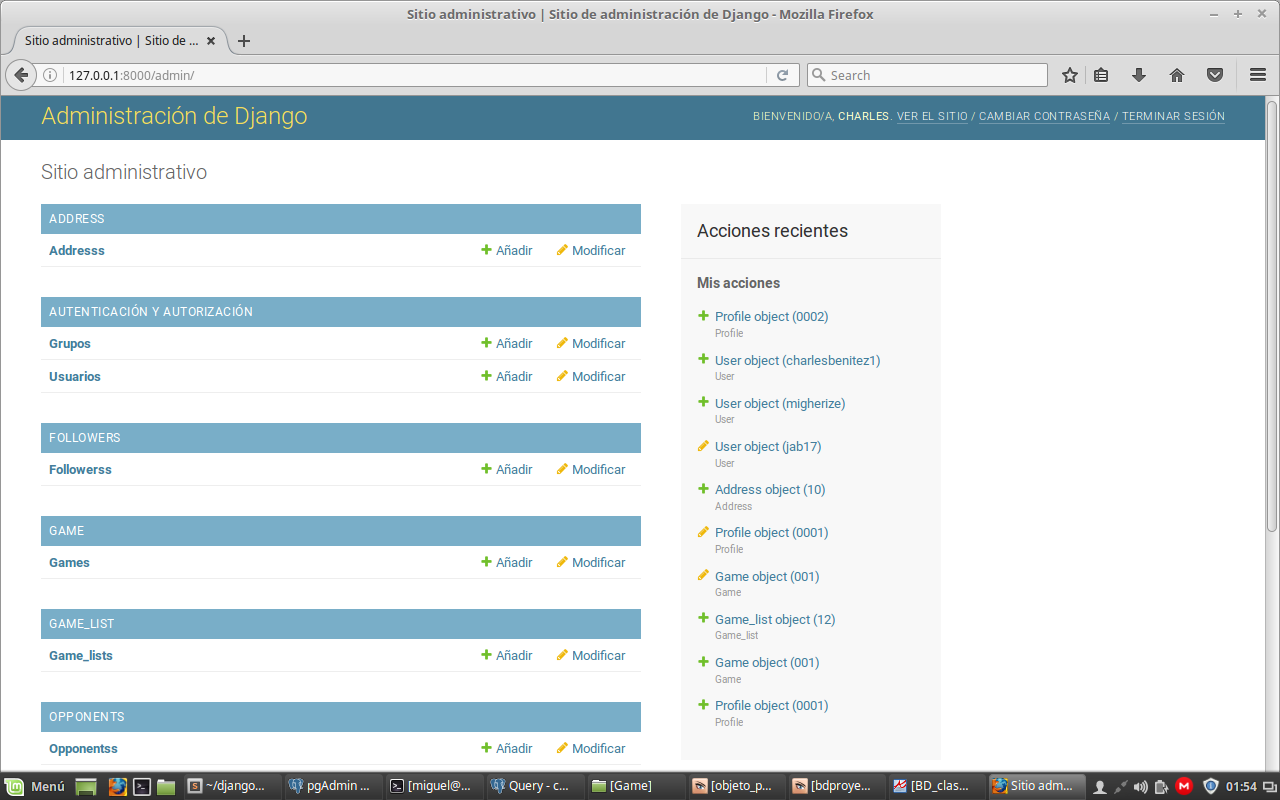 Sitio administrativo | Sitio de administración de Django - Mozilla Firefox
Sitio administrativo | Sitio de ...
127.0.0.1:8000/admin/
Search
Administración de Django
BIENVENIDO/A, CHARLES. VER EL SITIO / CAMBIAR CONTRASEÑA / TERMINAR SESIÓN
Sitio administrativo
ADDRESS
Addresss Añadir Modificar
AUTENTICACIÓN Y AUTORIZACIÓN
Grupos Añadir Modificar
Usuarios Añadir Modificar
FOLLOWERS
Followerss Añadir Modificar
GAME
Games Añadir Modificar
GAME_LIST
Game_lists Añadir Modificar
OPPONENTS
Opponentss Añadir Modificar
Acciones recientes
Mis acciones
Profile object (0002)
Profile
User object (charlesbenitez1)
User
User object (migherize)
User
User object (jab17)
User
Address object (10)
Address
Profile object (0001)
Profile
Game object (001)
Game
Game_list object (12)
Game_list
Game object (001)
Game
Profile object (0001)
Profile
Menú ~/django... pgAdmin ... [miguel@... Query - c... [Game] [objeto_p... [bdproye... [BD_clas... Sitio adm... 01:54